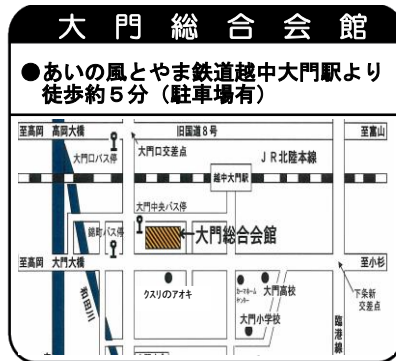 大門総合会館
●あいの風とやま鉄道越中大門駅より
徒歩約5分（駐車場有）
至高岡 高岡大橋 旧国道8号 至富山
大門口バス停 大門口交差点
JR北陸本線
越中大門駅
大門中央バス停
錦町バス停 大門総合会館
至高岡 大門大橋 至小杉
和田川
クスリのアオキ
大門高校
下条新
交差点
大門小学校
臨港線